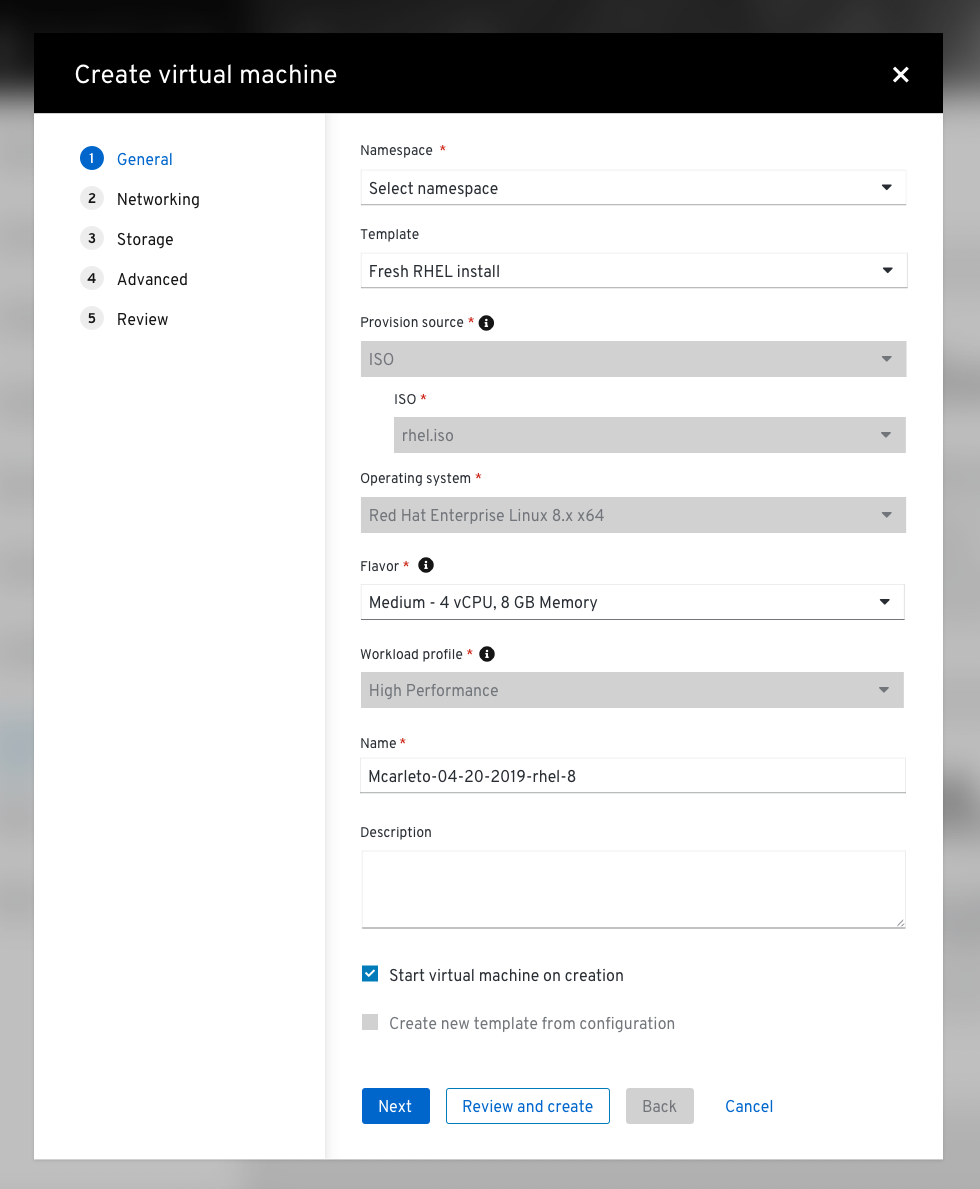 Create virtual machine
1 General
2 Networking
3 Storage
4 Advanced
5 Review
Namespace *
Select namespace
Template
Fresh RHEL install
Provision source *
ISO
ISO *
rhel.iso
Operating system *
Red Hat Enterprise Linux 8.x x64
Flavor *
Medium - 4 vCPU, 8 GB Memory
Workload profile *
High Performance
Name *
Mcarleto-04-20-2019-rhel-8
Description
Start virtual machine on creation
Create new template from configuration
Next Review and create Back Cancel